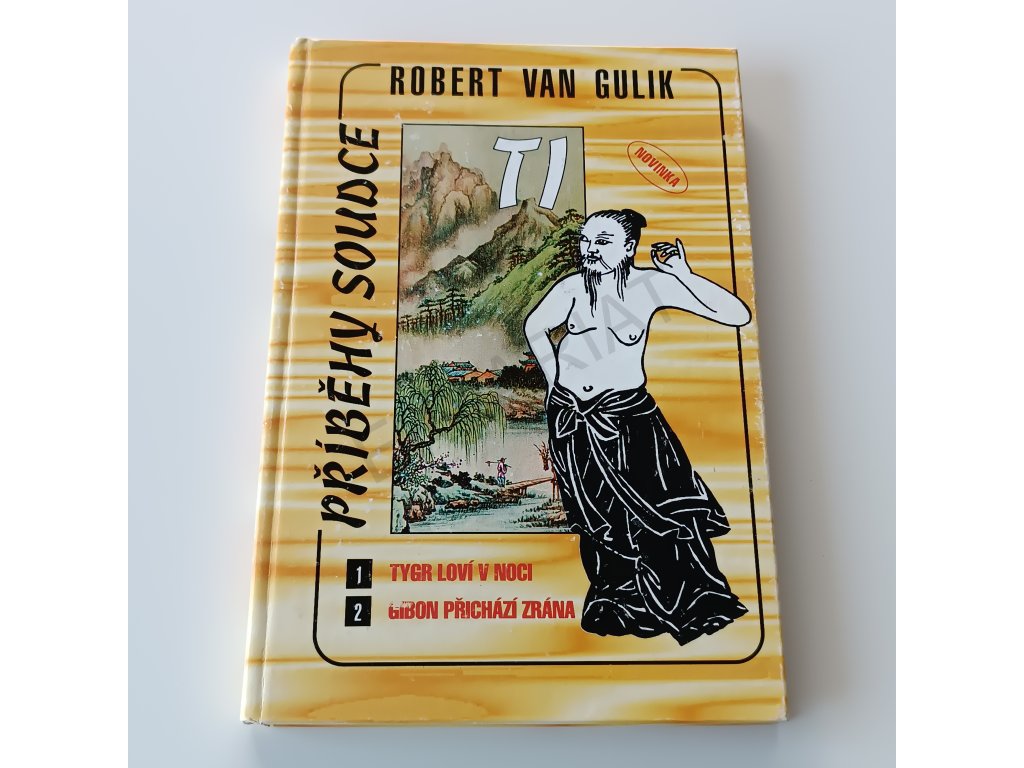 ROBERT VAN GULIK
PŘÍBĚHY SOUDCE
TI
NOVINKA
1 TYGR LOVÍ V NOCI
2 GIBON PŘICHÁZÍ ZRÁNA